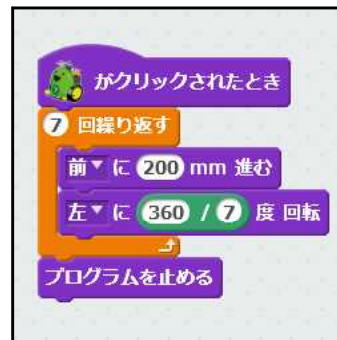 がクリックされたとき
7 回繰り返す
前 に 200 mm 進む
左 に 360 / 7 度 回転
プログラムを止める